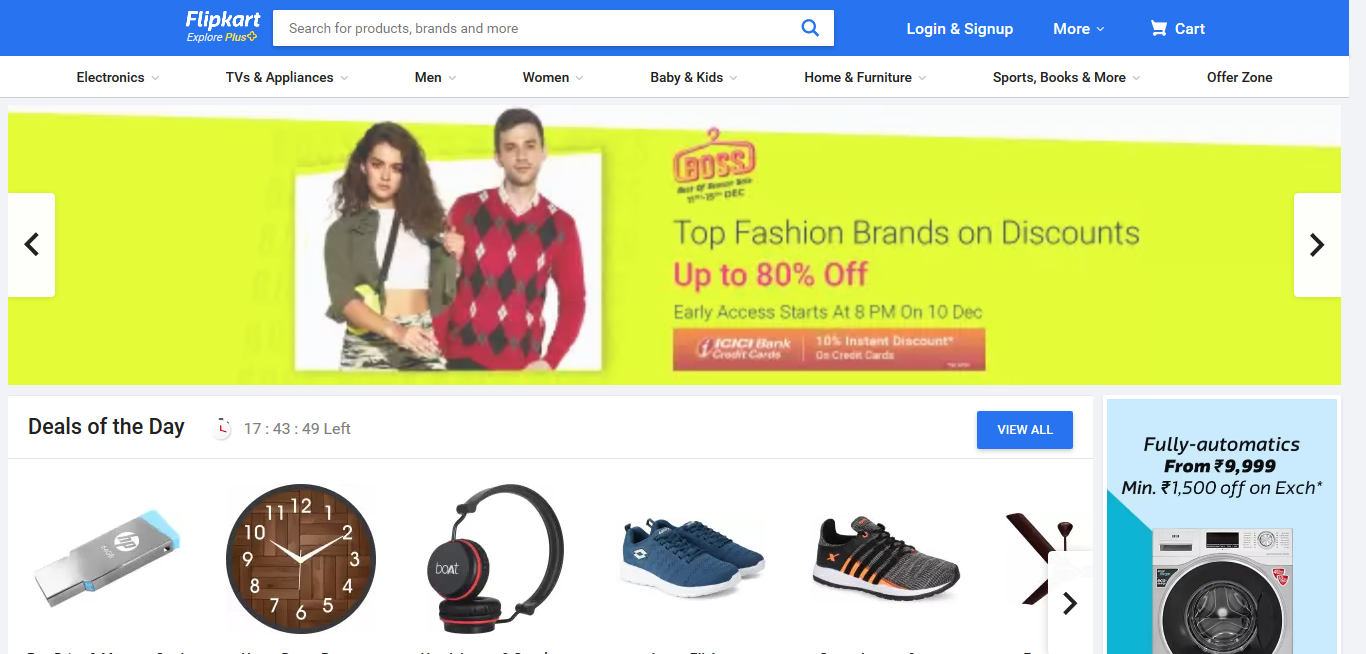 Flipkart
Explore Plus
Search for products, brands and more
Login & Signup
More
Cart
Electronics
TVs & Appliances
Men
Women
Baby & Kids
Home & Furniture
Sports, Books & More
Offer Zone
BOSS
Best Of Season Sale
11th-15th DEC
Top Fashion Brands on Discounts
Up to 80% Off
Early Access Starts At 8 PM On 10 Dec
ICICI Bank
Credit Cards
10% Instant Discount*
On Credit Cards
Deals of the Day
17 : 43 : 49 Left
VIEW ALL
Fully-automatics
From ₹9,999
Min. ₹1,500 off on Exch*
hp
64GB
12
1
2
3
4
5
6
7
8
9
10
11
boAt